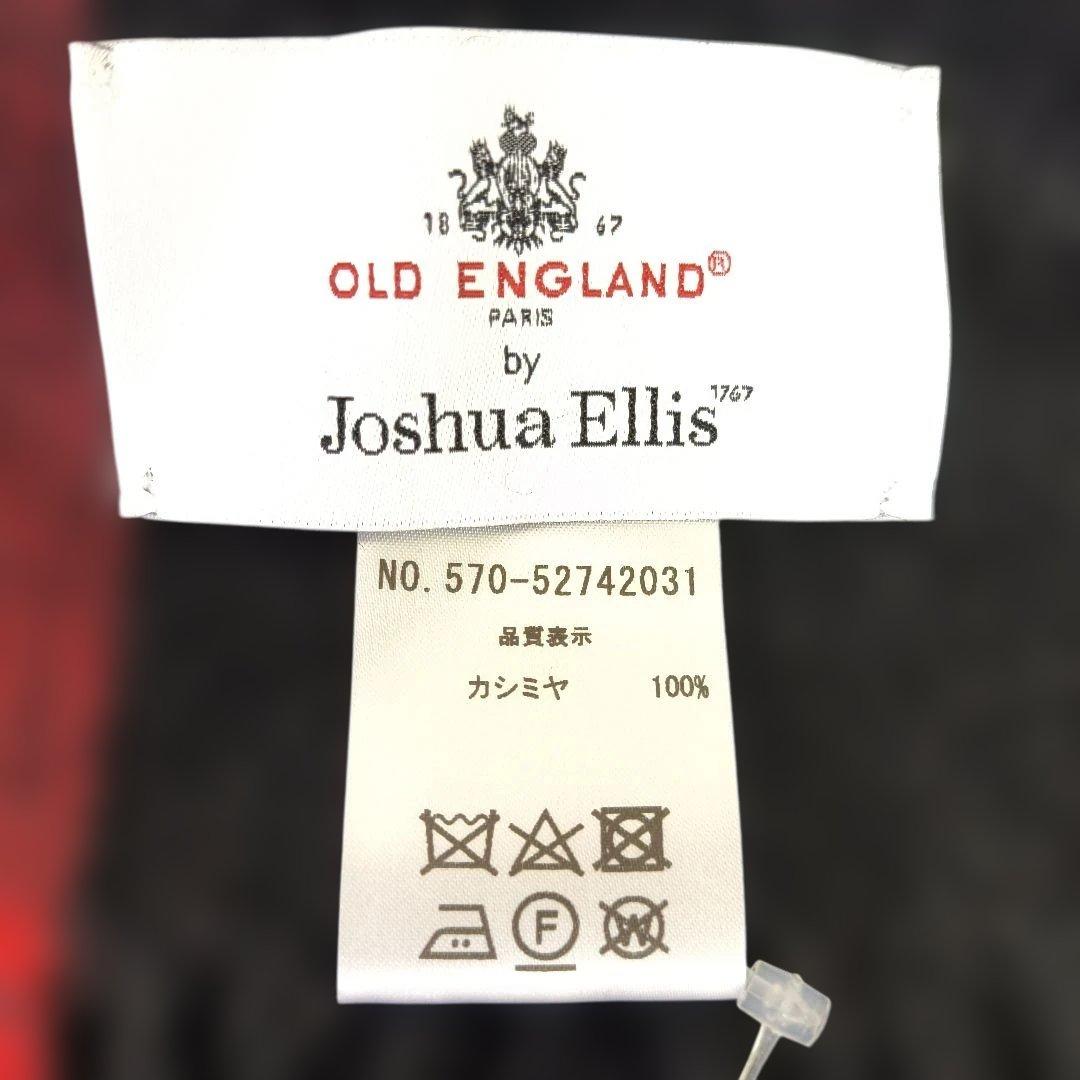 18 67
OLD ENGLAND®
PARIS
by
Joshua Ellis 1767
NO. 570-52742031
品質表示
カシミヤ 100%
F W